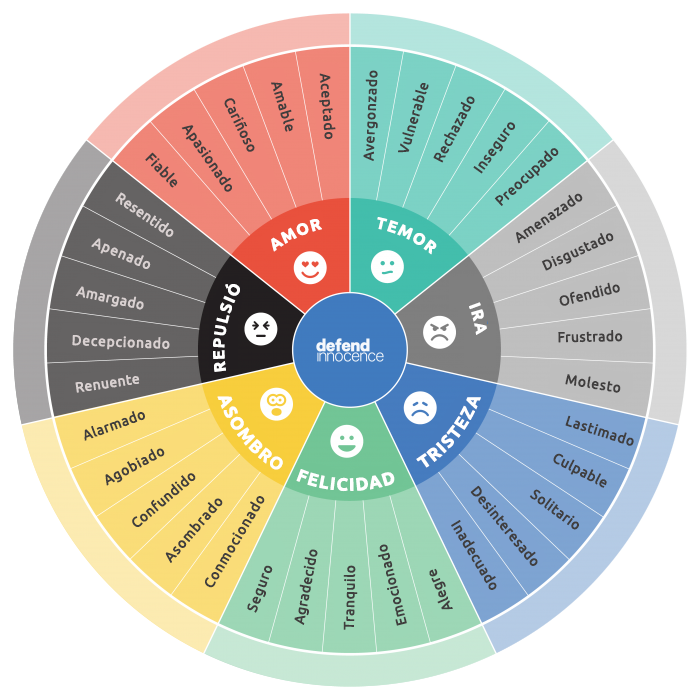 defend
innocence
TEMOR
Avergonzado
Vulnerable
Rechazado
Inseguro
Preocupado
IRA
Amenazado
Disgustado
Ofendido
Frustrado
Molesto
TRISTEZA
Lastimado
Culpable
Solitario
Desinteresado
Inadecuado
FELICIDAD
Alegre
Emocionado
Tranquilo
Agradecido
Seguro
ASOMBRO
Conmocionado
Asombrado
Confundido
Agobiado
Alarmado
REPULSIÓ
Renuente
Decepcionado
Amargado
Apenado
Resentido
AMOR
Fiable
Apasionado
Cariñoso
Amable
Aceptado